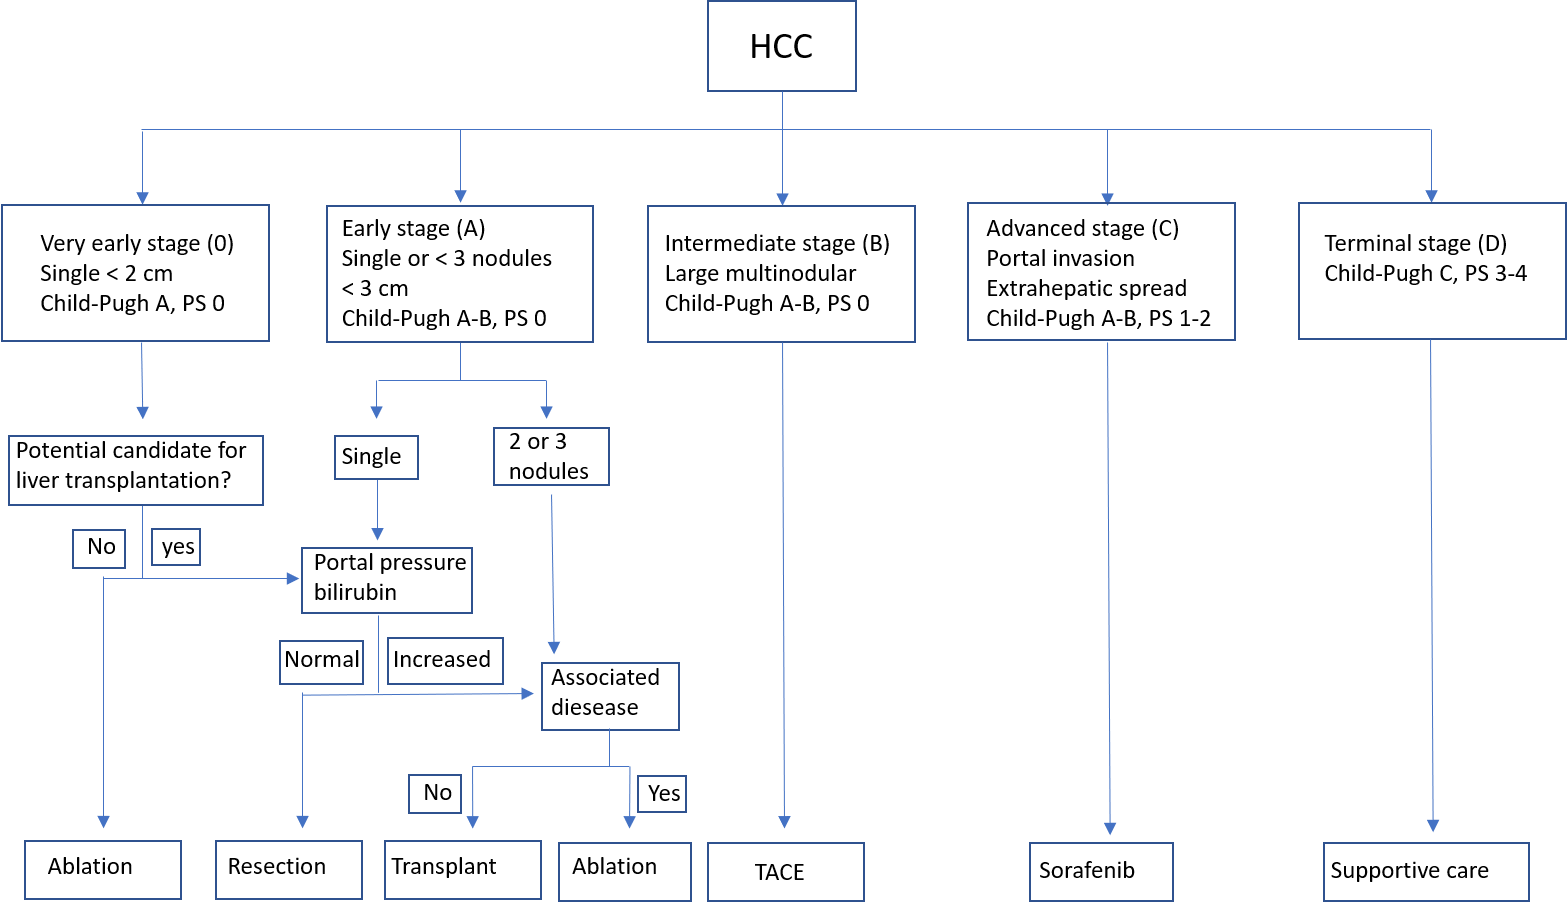 HCC
Very early stage (0)
Single < 2 cm
Child-Pugh A, PS 0
Early stage (A)
Single or < 3 nodules
< 3 cm
Child-Pugh A-B, PS 0
Intermediate stage (B)
Large multinodular
Child-Pugh A-B, PS 0
Advanced stage (C)
Portal invasion
Extrahepatic spread
Child-Pugh A-B, PS 1-2
Terminal stage (D)
Child-Pugh C, PS 3-4
Potential candidate for
liver transplantation?
Single
2 or 3
nodules
No
yes
Portal pressure
bilirubin
Normal
Increased
Associated
diesease
No
Yes
Ablation
Resection
Transplant
Ablation
TACE
Sorafenib
Supportive care